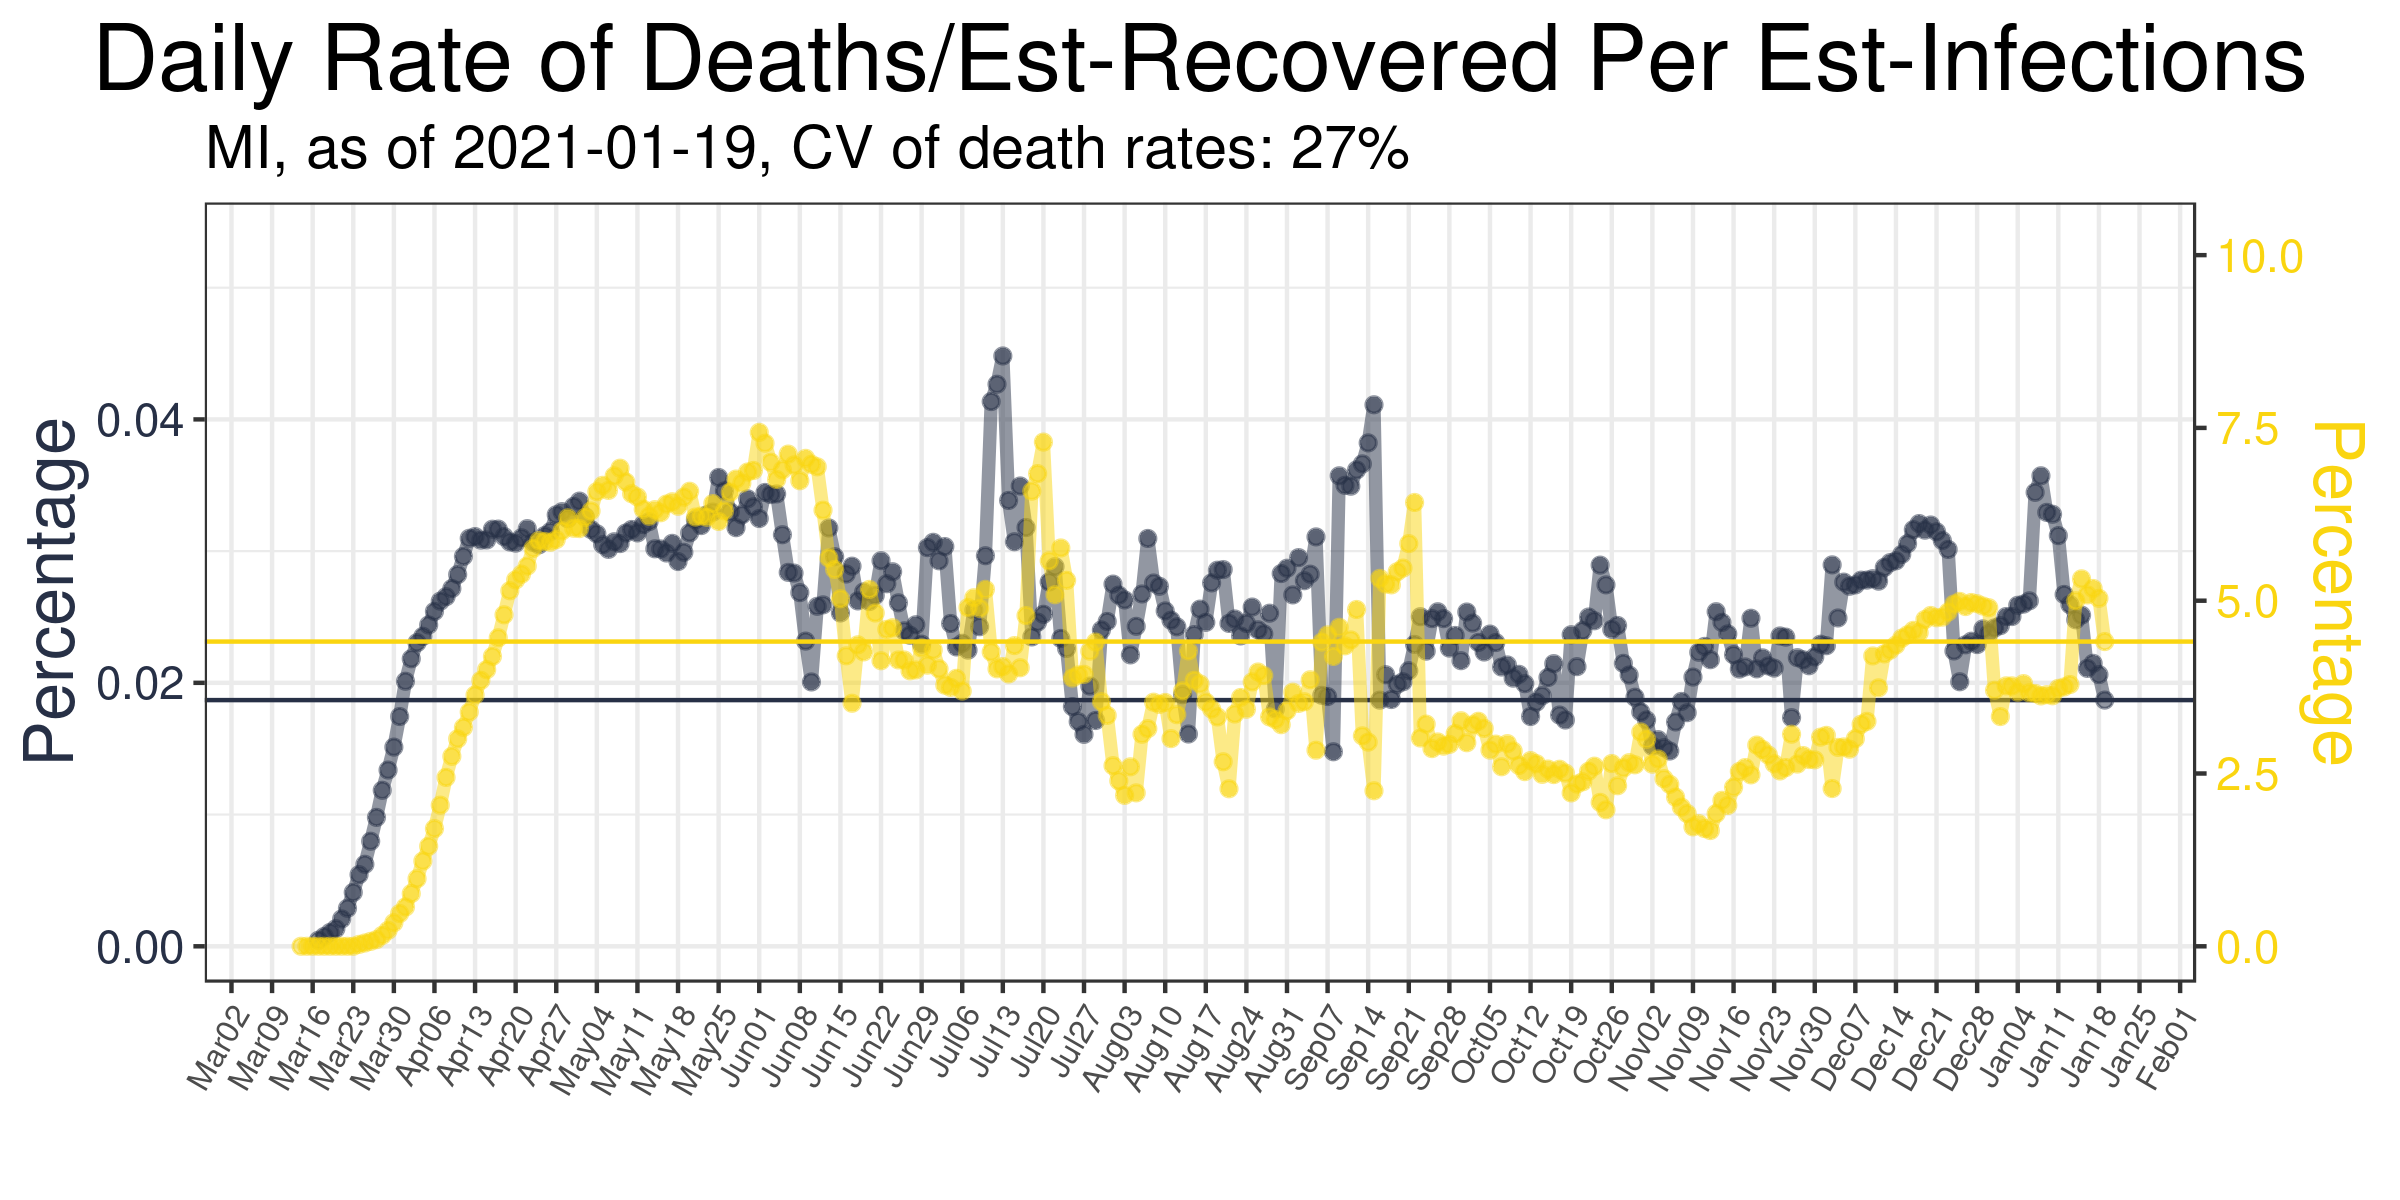 Daily Rate of Deaths/Est-Recovered Per Est-Infections
MI, as of 2021-01-19, CV of death rates: 27%
Percentage
0.04
0.02
0.00
10.0
7.5
5.0
2.5
0.0
Percentage
Mar02
Mar09
Mar16
Mar23
Mar30
Apr06
Apr13
Apr20
Apr27
May04
May11
May18
May25
Jun01
Jun08
Jun15
Jun22
Jun29
Jul06
Jul13
Jul20
Jul27
Aug03
Aug10
Aug17
Aug24
Aug31
Sep07
Sep14
Sep21
Sep28
Oct05
Oct12
Oct19
Oct26
Nov02
Nov09
Nov16
Nov23
Nov30
Dec07
Dec14
Dec21
Dec28
Jan04
Jan11
Jan18
Jan25
Feb01